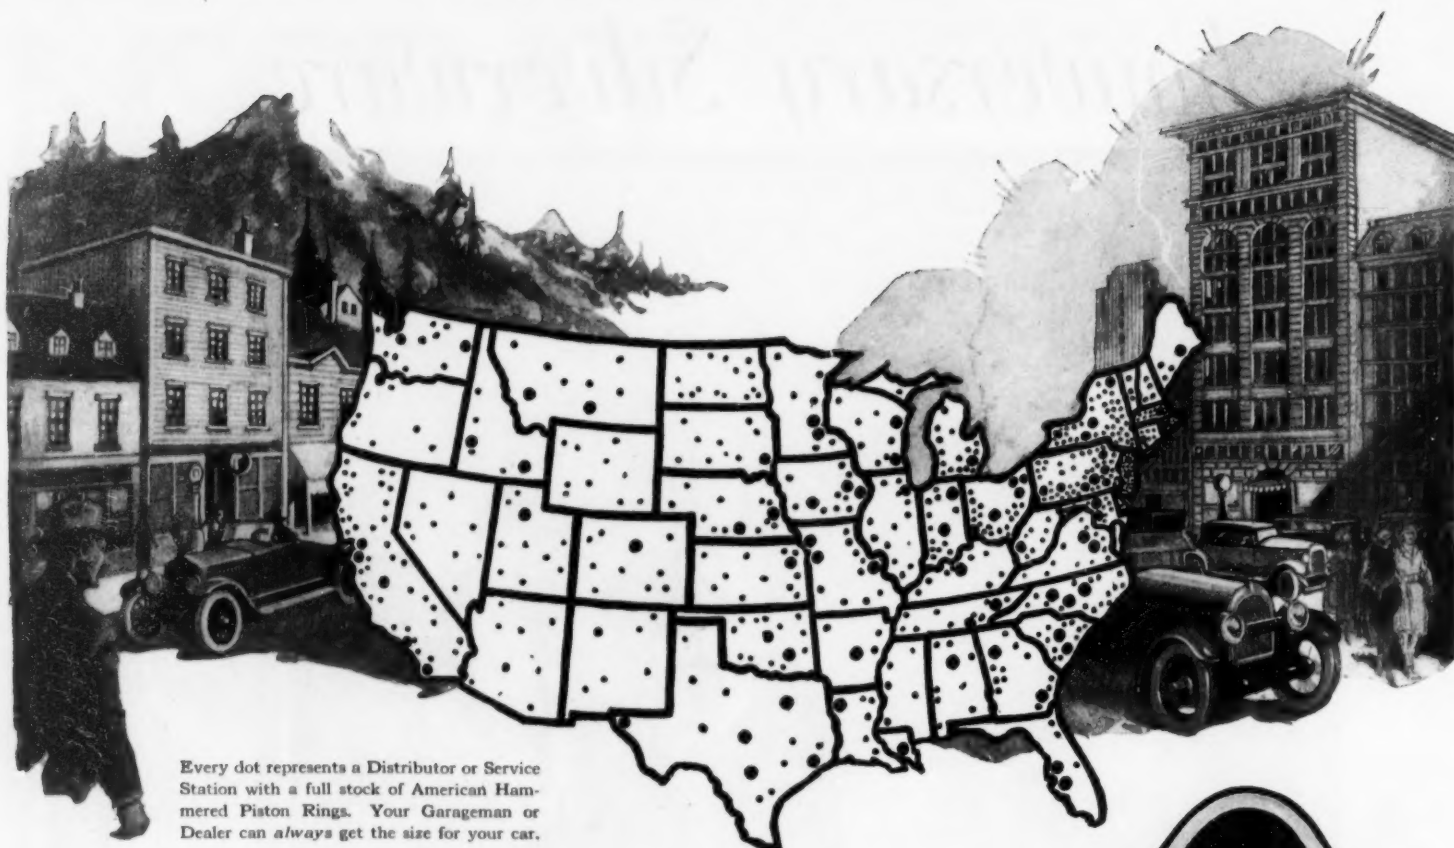 Every dot represents a Distributor or Service
Station with a full stock of American Ham-
mered Piston Rings. Your Garageman or
Dealer can always get the size for your car.